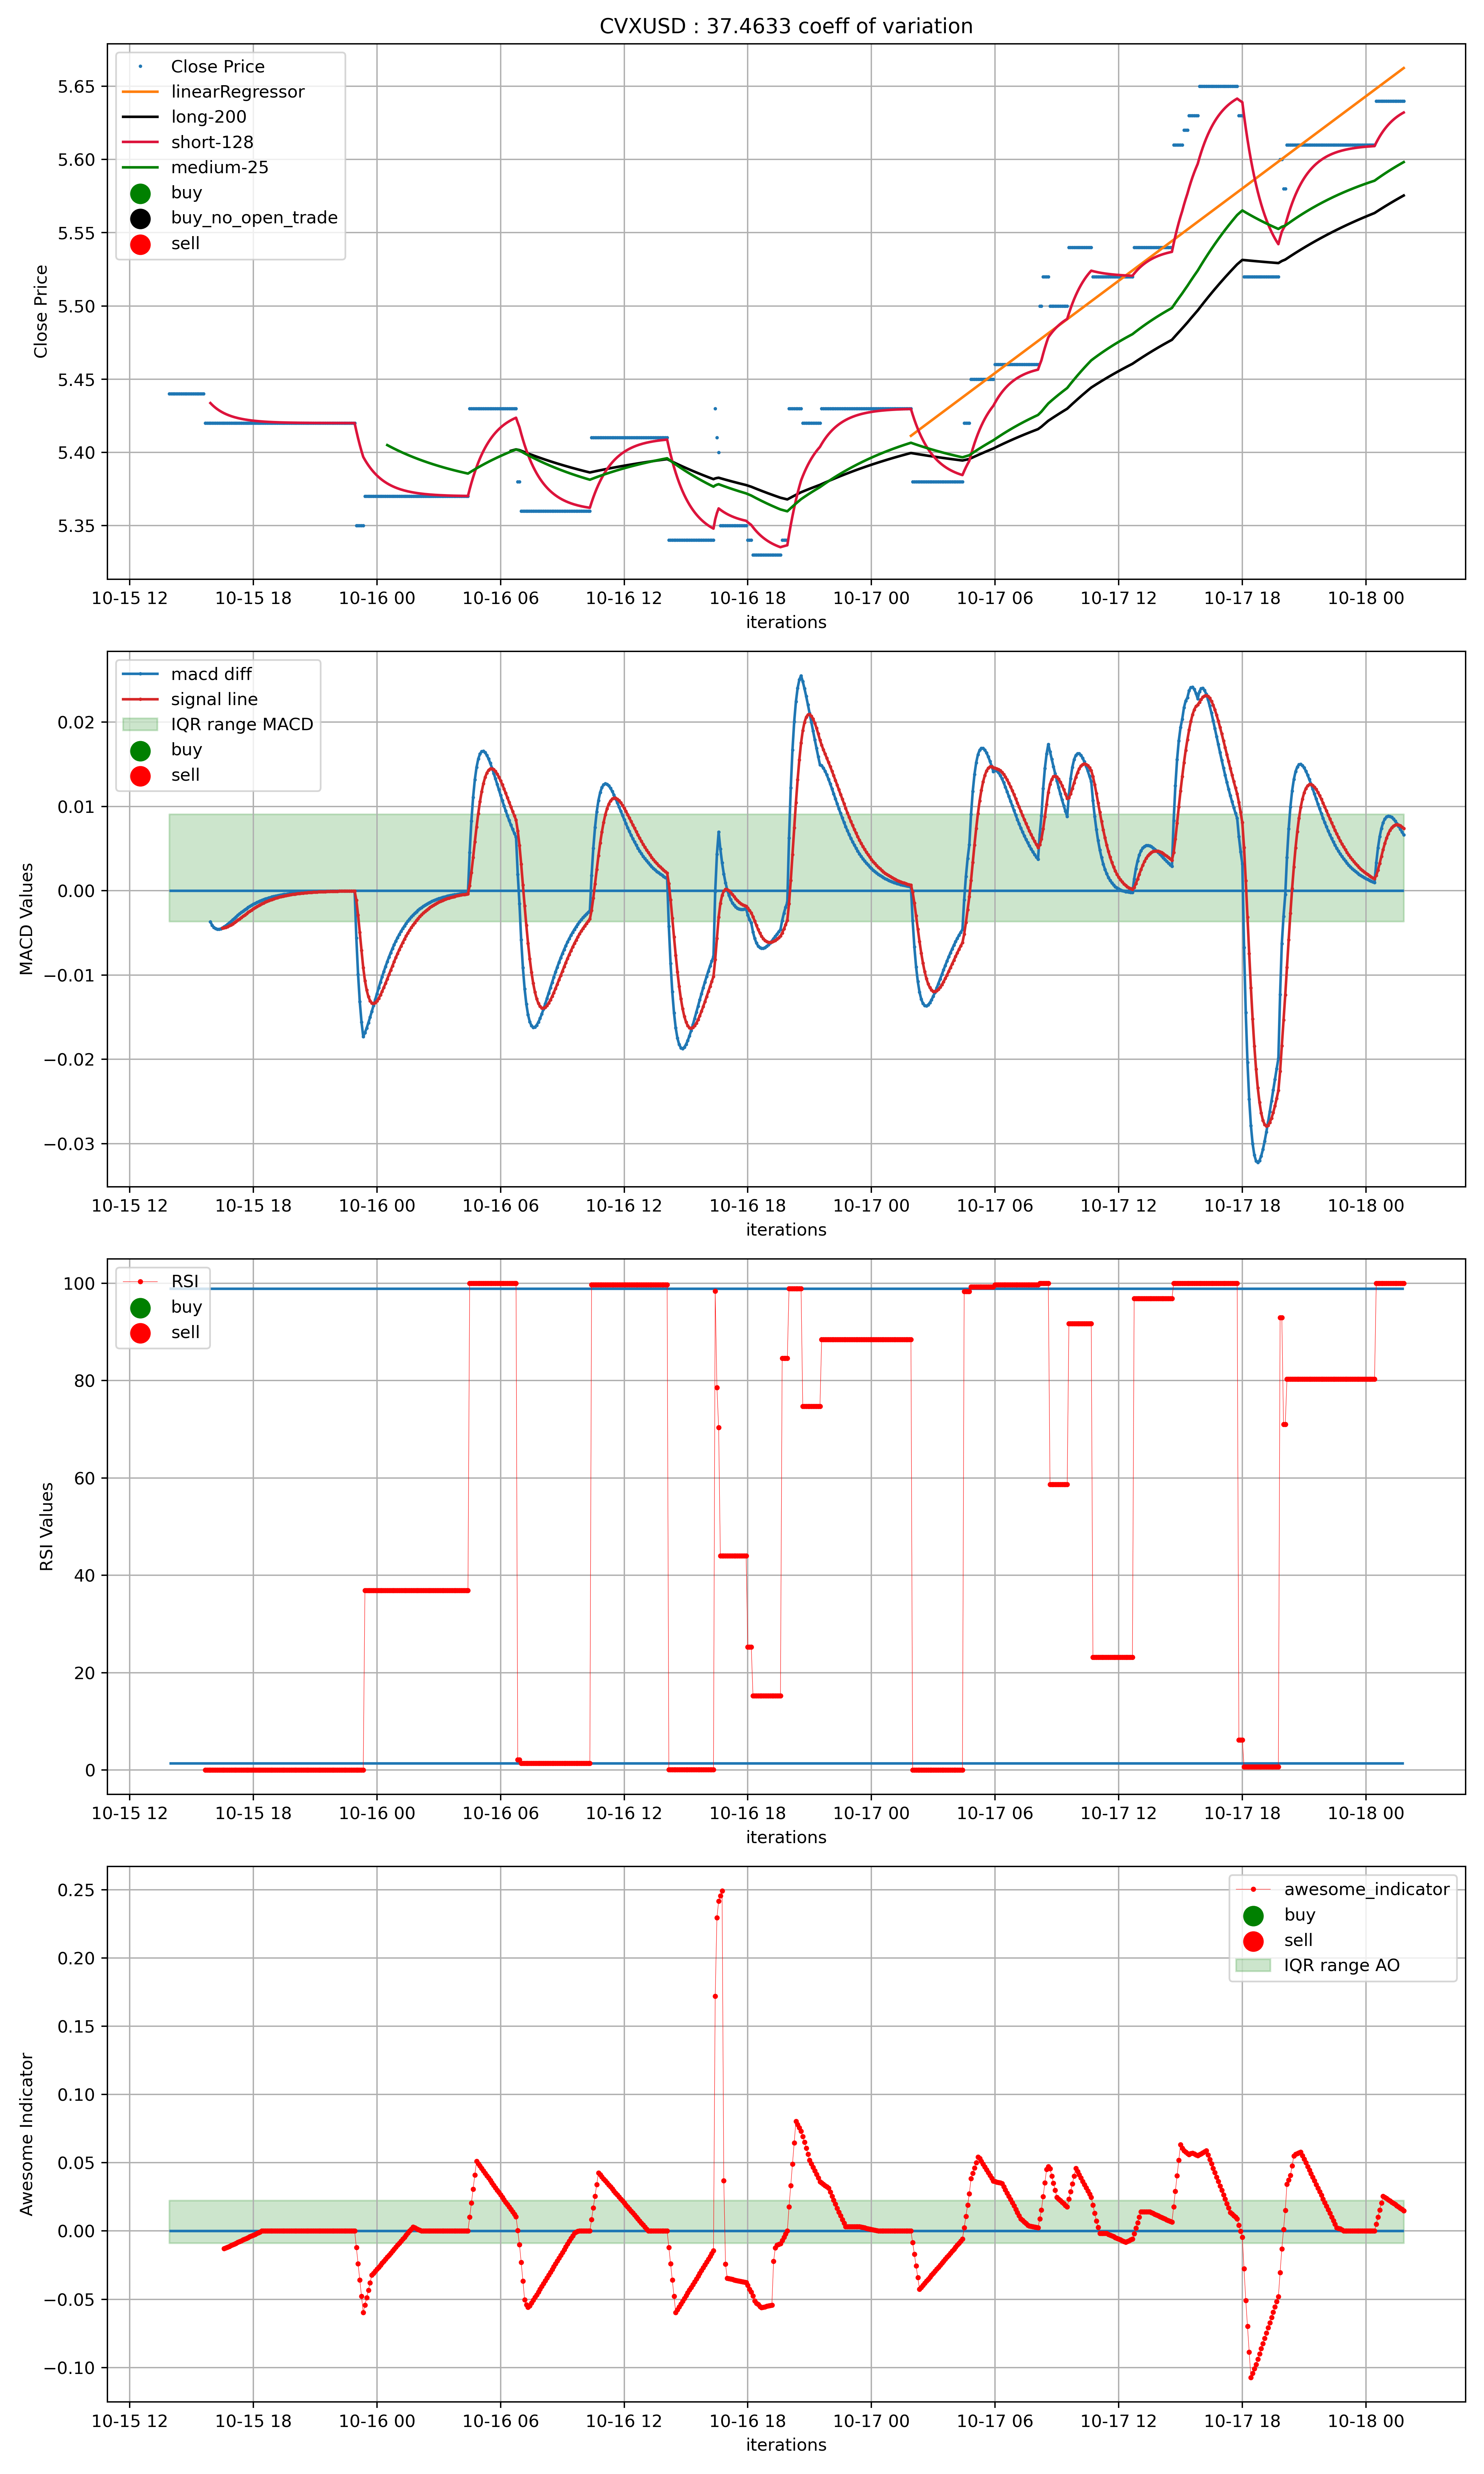 CVXUSD : 37.4633 coeff of variation
Close Price
linearRegressor
long-200
short-128
medium-25
buy
buy_no_open_trade
sell
Close Price
5.65
5.60
5.55
5.50
5.45
5.40
5.35
10-15 12 10-15 18 10-16 00 10-16 06 10-16 12 10-16 18 10-17 00 10-17 06 10-17 12 10-17 18 10-18 00
iterations
macd diff
signal line
IQR range MACD
buy
sell
MACD Values
0.02
0.01
0.00
−0.01
−0.02
−0.03
10-15 12 10-15 18 10-16 00 10-16 06 10-16 12 10-16 18 10-17 00 10-17 06 10-17 12 10-17 18 10-18 00
iterations
RSI
buy
sell
RSI Values
100
80
60
40
20
0
10-15 12 10-15 18 10-16 00 10-16 06 10-16 12 10-16 18 10-17 00 10-17 06 10-17 12 10-17 18 10-18 00
iterations
awesome_indicator
buy
sell
IQR range AO
Awesome Indicator
0.25
0.20
0.15
0.10
0.05
0.00
−0.05
−0.10
10-15 12 10-15 18 10-16 00 10-16 06 10-16 12 10-16 18 10-17 00 10-17 06 10-17 12 10-17 18 10-18 00
iterations